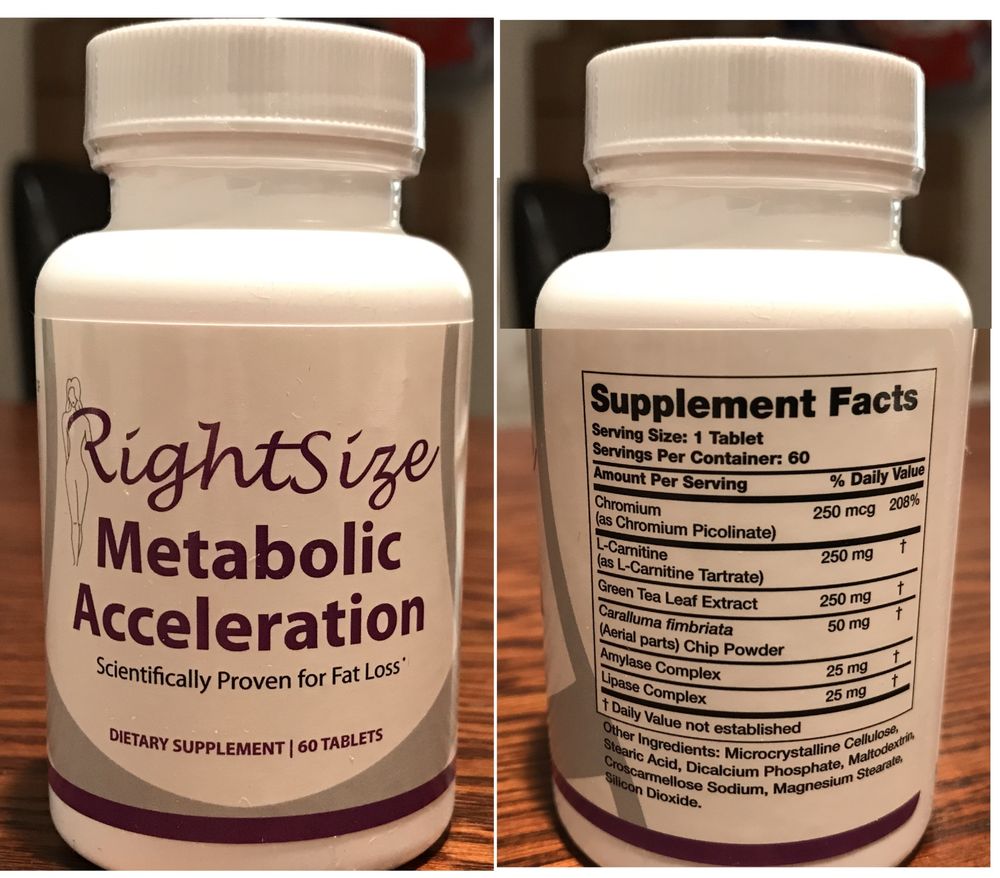 RightSize
Metabolic
Acceleration
Scientifically Proven for Fat Loss*
DIETARY SUPPLEMENT | 60 TABLETS
Supplement Facts
Serving Size: 1 Tablet
Servings Per Container: 60
Amount Per Serving % Daily Value
Chromium 250 mcg 208%
(as Chromium Picolinate)
L-Carnitine 250 mg †
(as L-Carnitine Tartrate)
Green Tea Leaf Extract 250 mg †
Caralluma fimbriata 50 mg †
(Aerial parts) Chip Powder
Amylase Complex 25 mg †
Lipase Complex 25 mg †
† Daily Value not established
Other Ingredients: Microcrystalline Cellulose,
Stearic Acid, Dicalcium Phosphate, Maltodextrin,
Croscarmellose Sodium, Magnesium Stearate,
Silicon Dioxide.